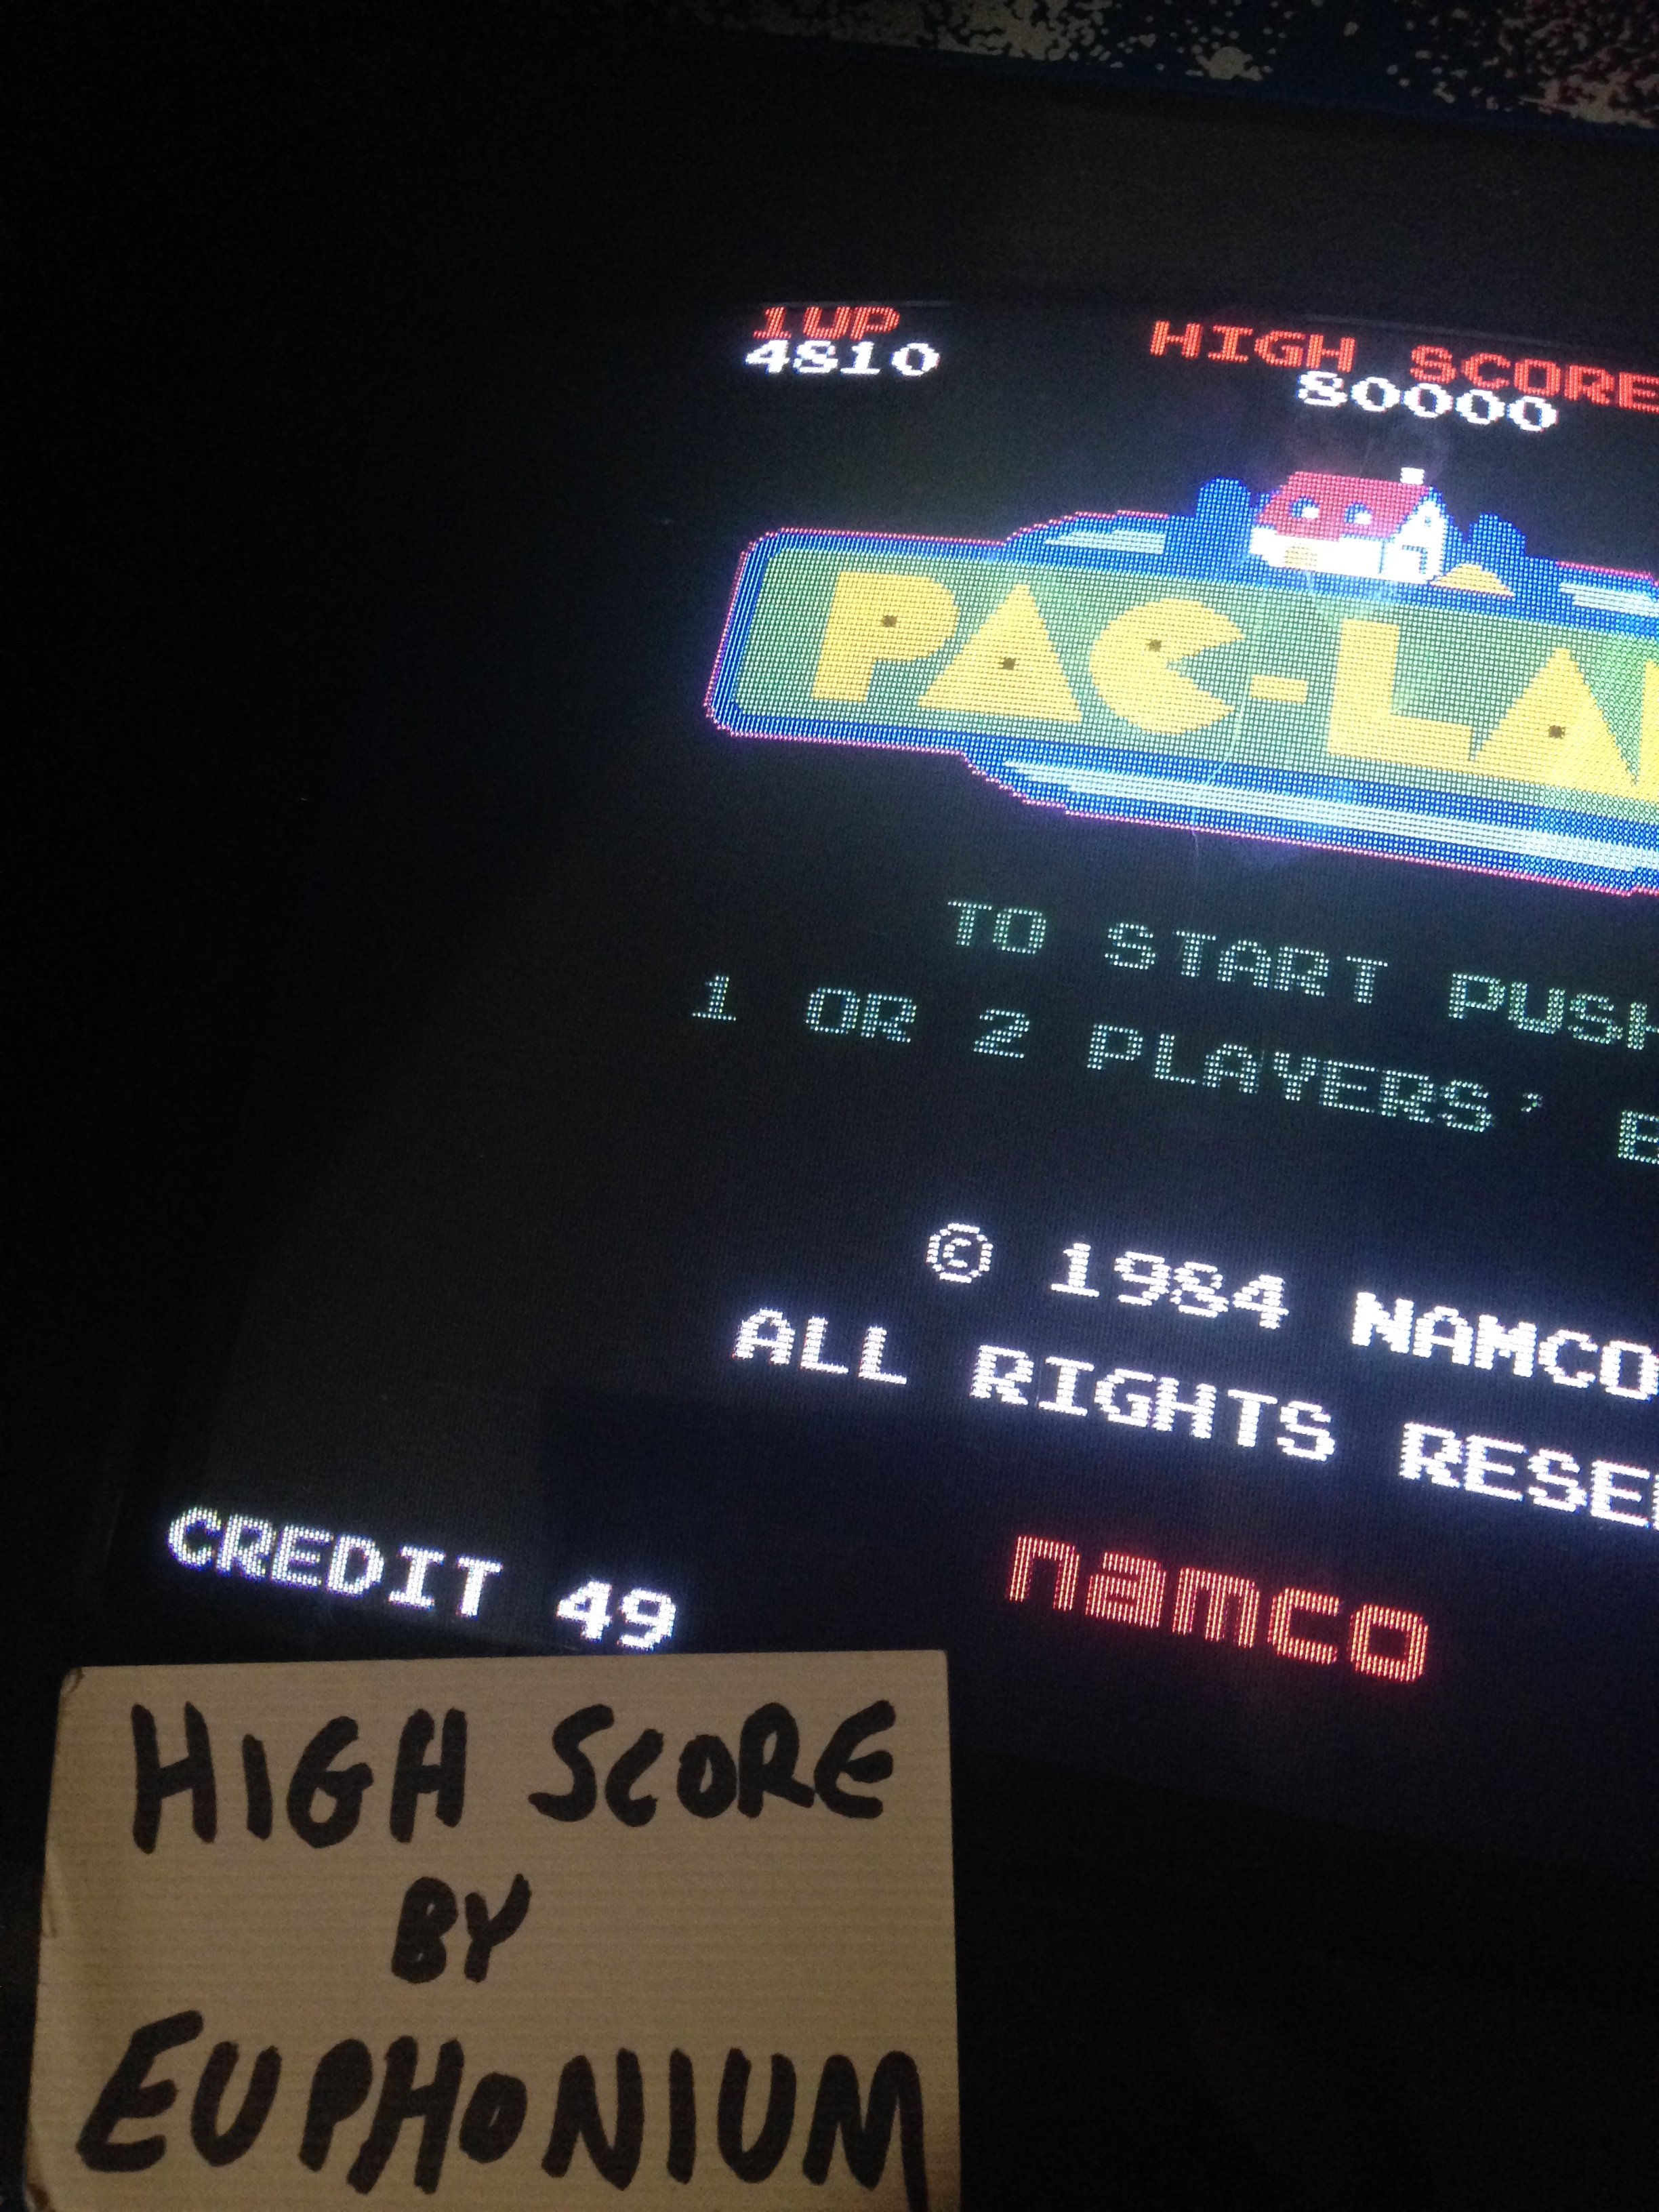 1UP HIGH SCORE
4810 80000
PAC-LAN
TO START PUSH
1 OR 2 PLAYERS'
© 1984 NAMCO
ALL RIGHTS RESE
CREDIT 49
namco
HIGH SCORE
BY
EUPHONIUM